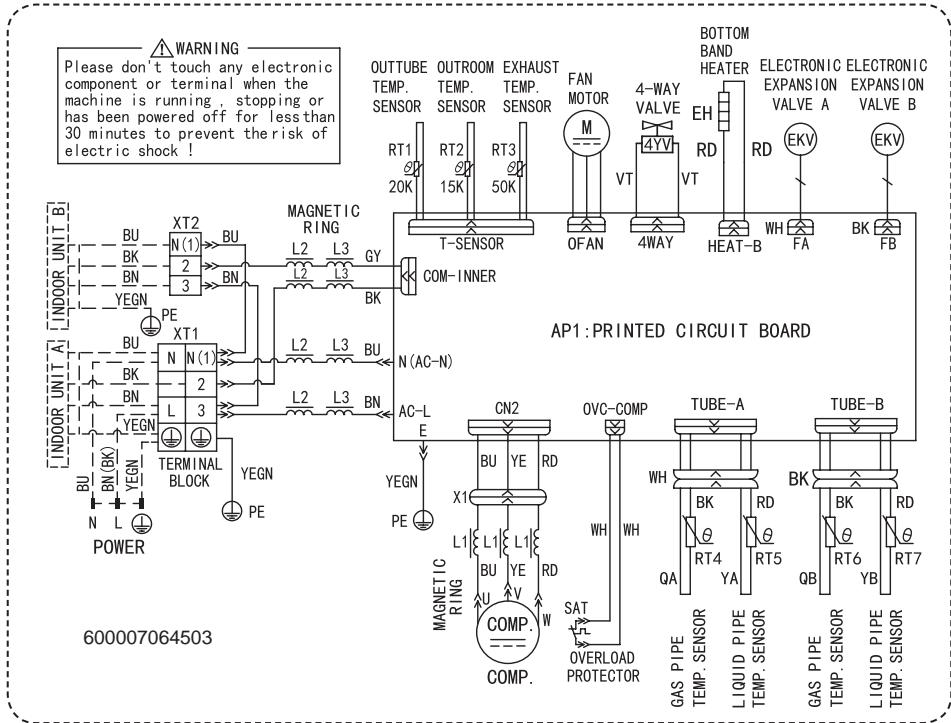 WARNING
Please don't touch any electronic
component or terminal when the
machine is running , stopping or
has been powered off for less than
30 minutes to prevent the risk of
electric shock !
OUTTUBE
TEMP.
SENSOR
OUTROOM
TEMP.
SENSOR
EXHAUST
TEMP.
SENSOR
FAN
MOTOR
4-WAY
VALVE
BOTTOM
BAND
HEATER
ELECTRONIC
EXPANSION
VALVE A
ELECTRONIC
EXPANSION
VALVE B
RT1
θ
20K
RT2
θ
15K
RT3
θ
50K
M
4YV
VT
VT
EH
RD
RD
EKV
EKV
T-SENSOR
OFAN
4WAY
HEAT-B
WH
FA
BK
FB
INDOOR UNIT B
BU
BK
BN
YEGN
PE
XT2
N(1)
2
3
BU
BN
MAGNETIC
RING
L2
L3
GY
L2
L3
BK
COM-INNER
AP1:PRINTED CIRCUIT BOARD
INDOOR UNIT A
BU
BK
BN
YEGN
XT1
N
N(1)
2
L
3
TERMINAL
BLOCK
L2
L3
BU
N(AC-N)
L2
L3
BN
AC-L
E
YEGN
PE
YEGN
PE
BU
BN(BK)
YEGN
N
L
POWER
CN2
BU
YE
RD
X1
L1
L1
L1
BU
YE
RD
MAGNETIC
RING
U
V
W
COMP.
COMP.
OVC-COMP
WH
WH
SAT
OVERLOAD
PROTECTOR
TUBE-A
WH
BK
RD
θ
RT4
θ
RT5
QA
YA
GAS PIPE
TEMP. SENSOR
LIQUID PIPE
TEMP. SENSOR
TUBE-B
BK
BK
RD
θ
RT6
θ
RT7
QB
YB
GAS PIPE
TEMP. SENSOR
LIQUID PIPE
TEMP. SENSOR
600007064503